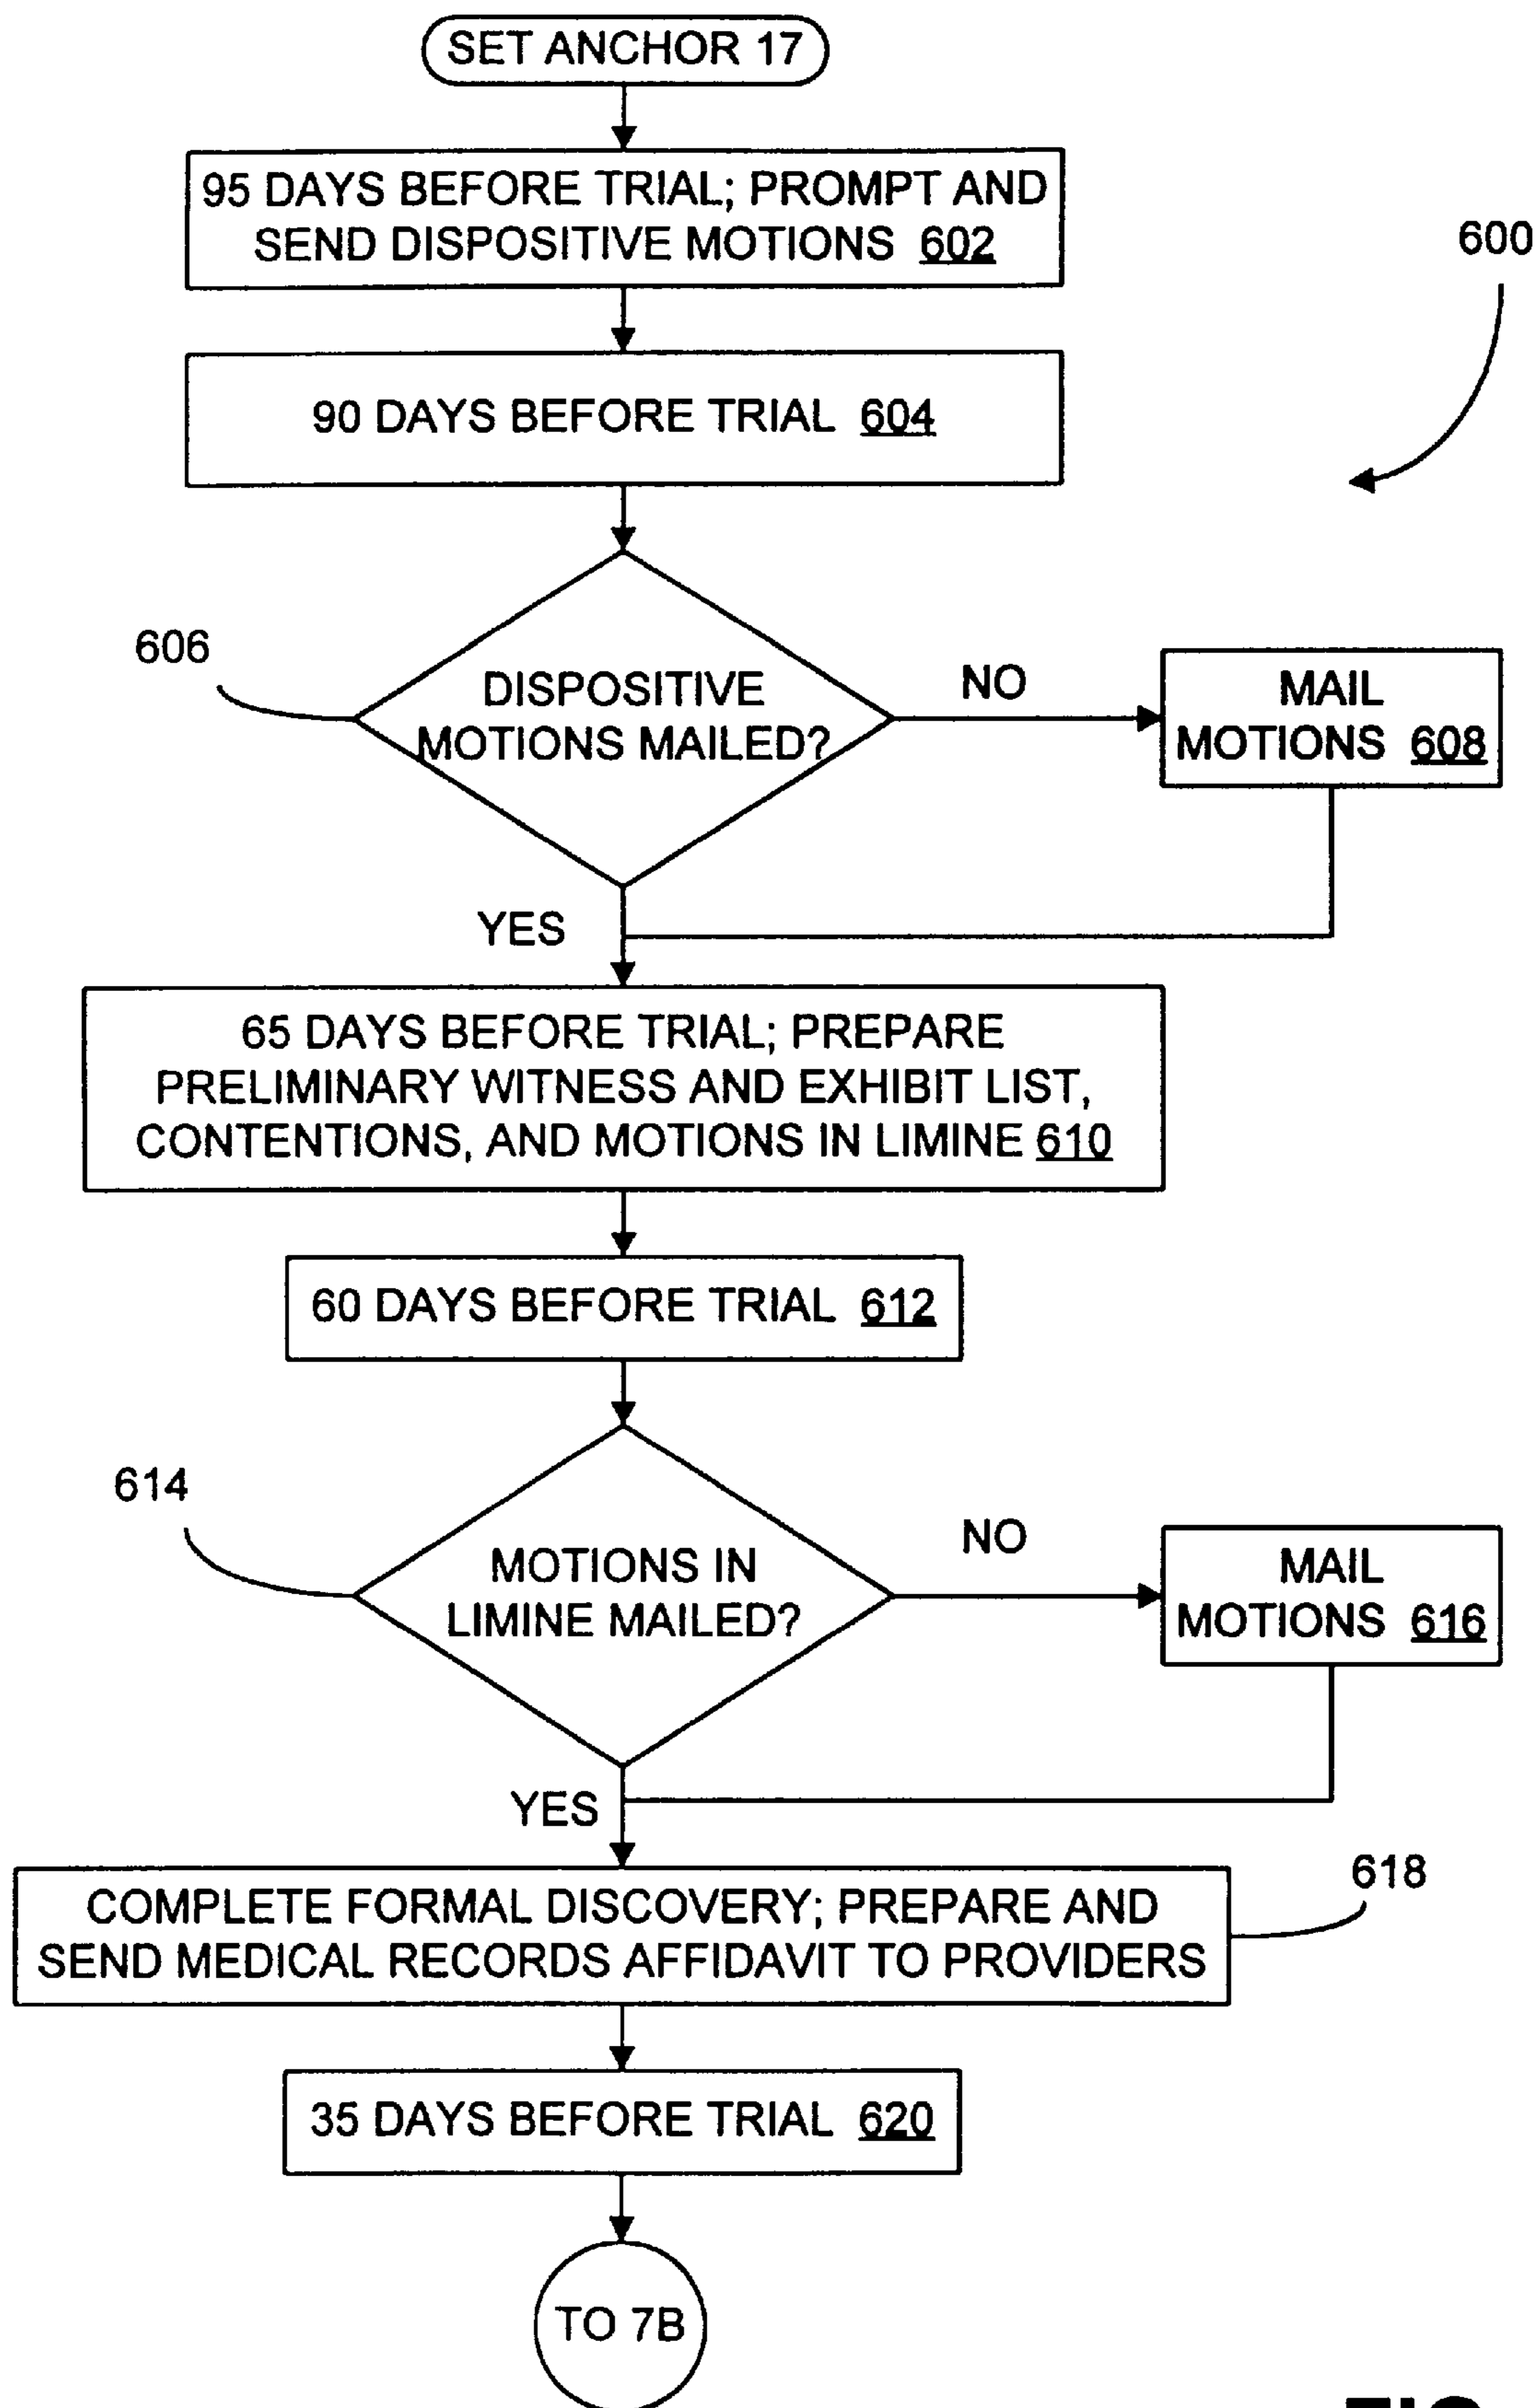 SET ANCHOR 17
95 DAYS BEFORE TRIAL; PROMPT AND
SEND DISPOSITIVE MOTIONS 602
600
90 DAYS BEFORE TRIAL 604
606
DISPOSITIVE
MOTIONS MAILED?
NO
MAIL
MOTIONS 608
YES
65 DAYS BEFORE TRIAL; PREPARE
PRELIMINARY WITNESS AND EXHIBIT LIST,
CONTENTIONS, AND MOTIONS IN LIMINE 610
60 DAYS BEFORE TRIAL 612
614
MOTIONS IN
LIMINE MAILED?
NO
MAIL
MOTIONS 616
YES
618
COMPLETE FORMAL DISCOVERY; PREPARE AND
SEND MEDICAL RECORDS AFFIDAVIT TO PROVIDERS
35 DAYS BEFORE TRIAL 620
TO 7B